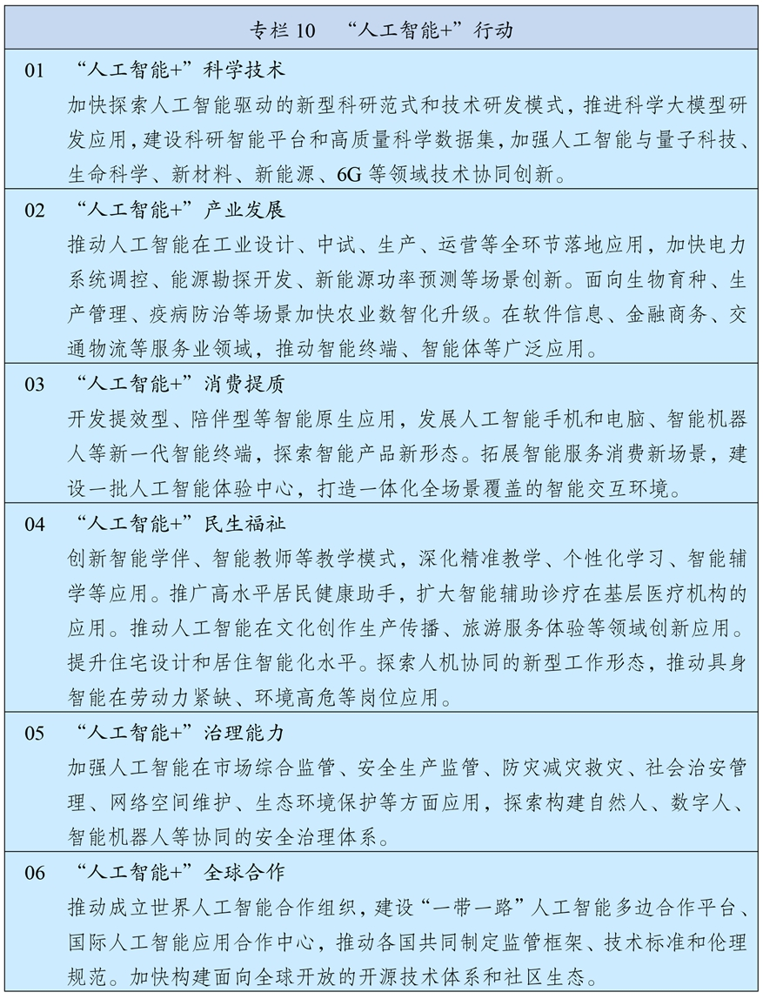 专栏 10 “人工智能+”行动
01 “人工智能+”科学技术
加快探索人工智能驱动的新型科研范式和技术研发模式，推进科学大模型研
发应用，建设科研智能平台和高质量科学数据集，加强人工智能与量子科技、
生命科学、新材料、新能源、6G 等领域技术协同创新。
02 “人工智能+”产业发展
推动人工智能在工业设计、中试、生产、运营等全环节落地应用，加快电力
系统调控、能源勘探开发、新能源功率预测等场景创新。面向生物育种、生
产管理、疫病防治等场景加快农业数智化升级。在软件信息、金融商务、交
通物流等服务业领域，推动智能终端、智能体等广泛应用。
03 “人工智能+”消费提质
开发提效型、陪伴型等智能原生应用，发展人工智能手机和电脑、智能机器
人等新一代智能终端，探索智能产品新形态。拓展智能服务消费新场景，建
设一批人工智能体验中心，打造一体化全场景覆盖的智能交互环境。
04 “人工智能+”民生福祉
创新智能学伴、智能教师等教学模式，深化精准教学、个性化学习、智能辅
学等应用。推广高水平居民健康助手，扩大智能辅助诊疗在基层医疗机构的
应用。推动人工智能在文化创作生产传播、旅游服务体验等领域创新应用。
提升住宅设计和居住智能化水平。探索人机协同的新型工作形态，推动具身
智能在劳动力紧缺、环境高危等岗位应用。
05 “人工智能+”治理能力
加强人工智能在市场综合监管、安全生产监管、防灾减灾救灾、社会治安管
理、网络空间维护、生态环境保护等方面应用，探索构建自然人、数字人、
智能机器人等协同的安全治理体系。
06 “人工智能+”全球合作
推动成立世界人工智能合作组织，建设“一带一路”人工智能多边合作平台、
国际人工智能应用合作中心，推动各国共同制定监管框架、技术标准和伦理
规范。加快构建面向全球开放的开源技术体系和社区生态。